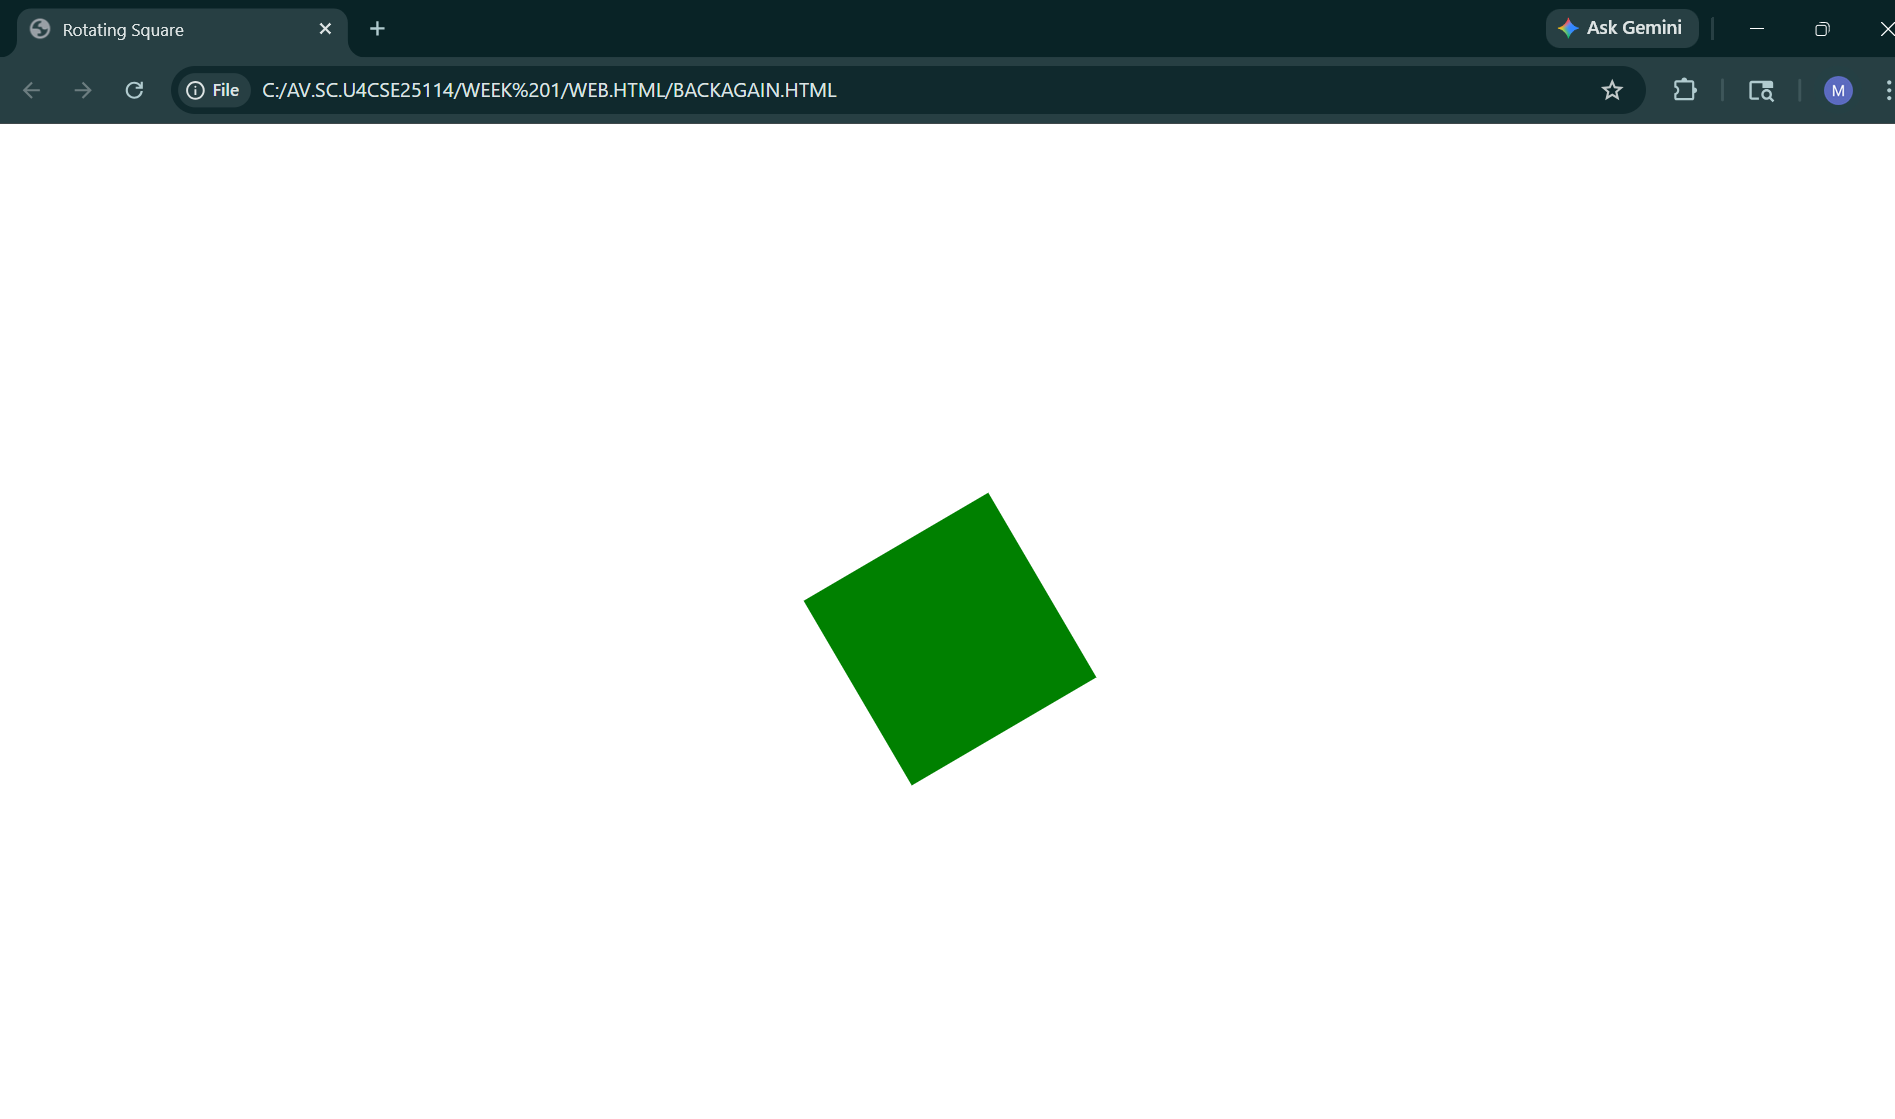 Rotating Square
Ask Gemini
File
C:/AV.SC.U4CSE25114/WEEK%201/WEB.HTML/BACKAGAIN.HTML
M